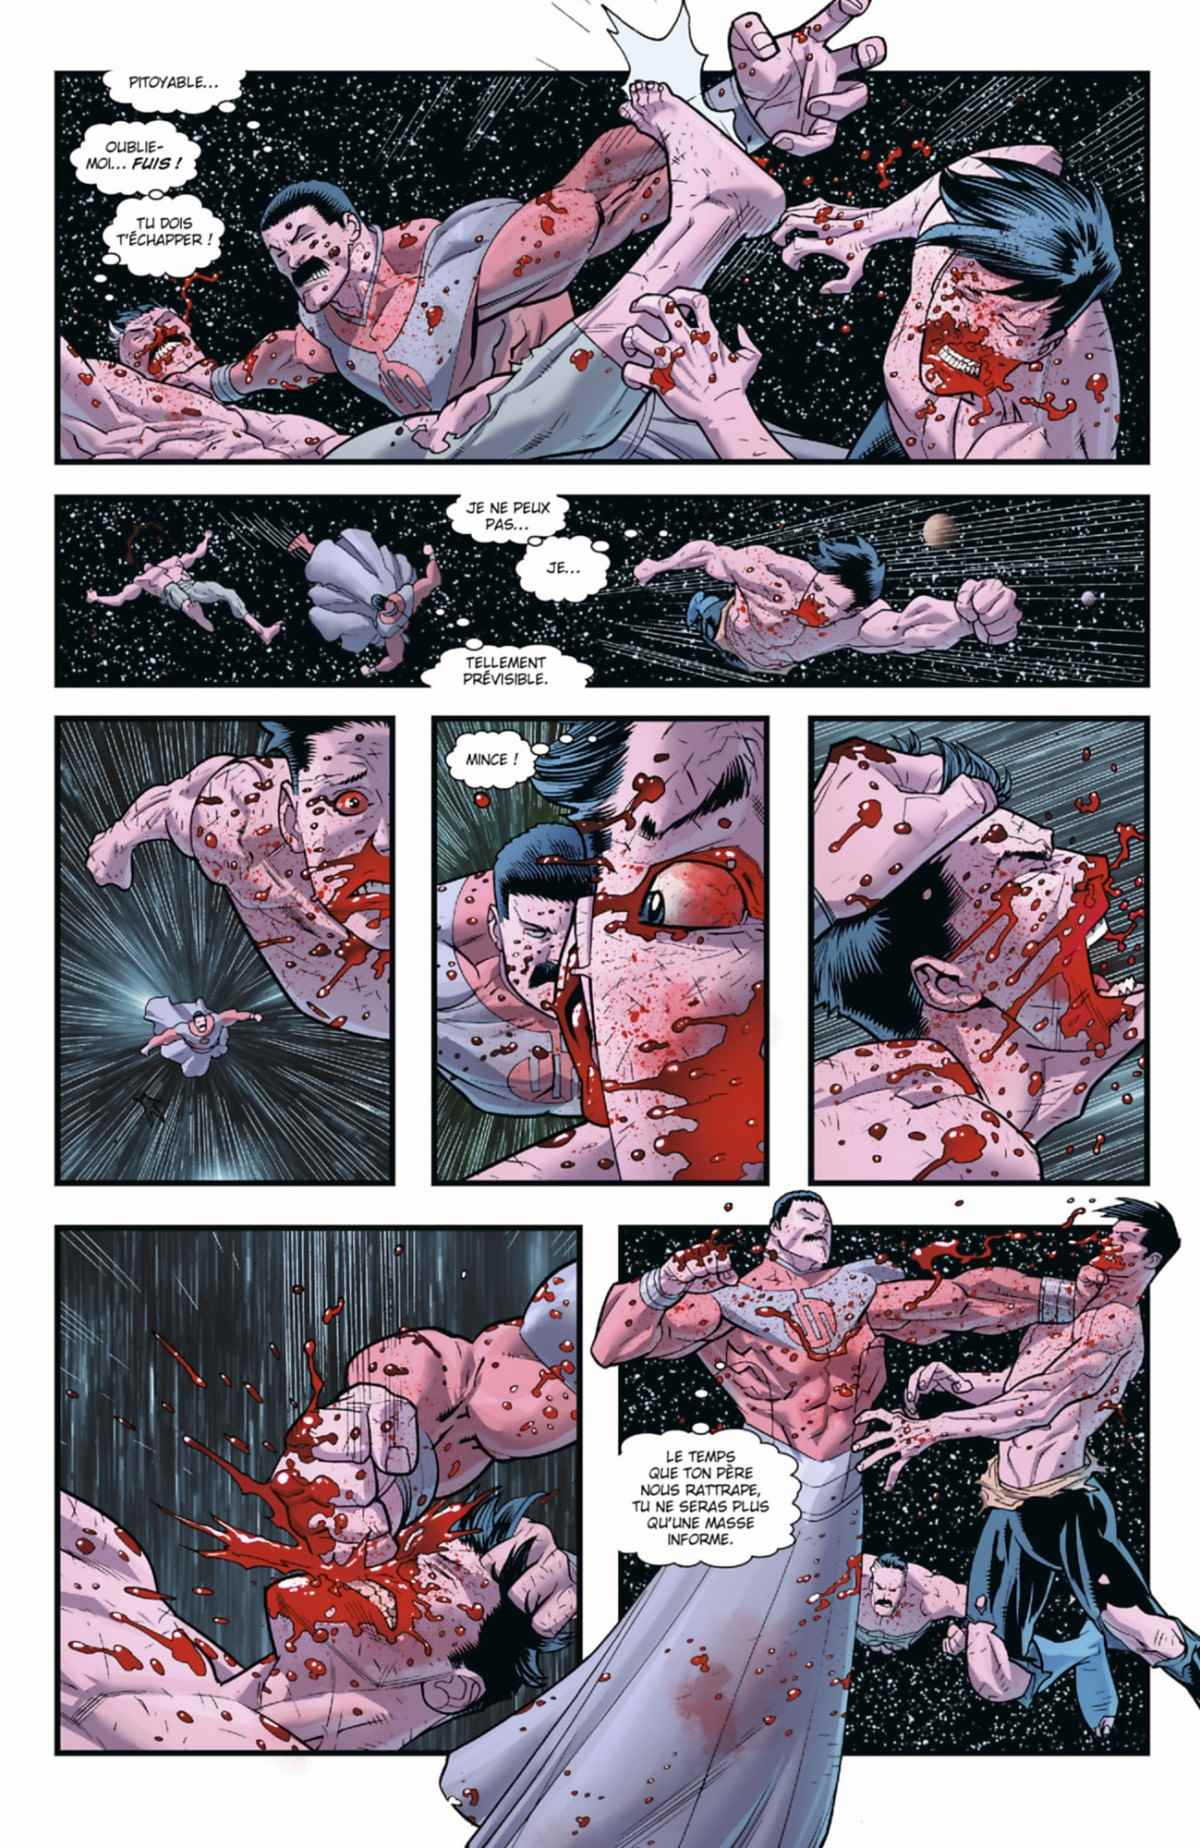 PITOYABLE...
OUBLIE-
MOI... FUIS !
TU DOIS
T'ÉCHAPPER !
JE NE PEUX
PAS...
JE...
TELLEMENT
PRÉVISIBLE.
MINCE !
LE TEMPS
QUE TON PÈRE
NOUS RATTRAPE,
TU NE SERAS PLUS
QU'UNE MASSE
INFORME.